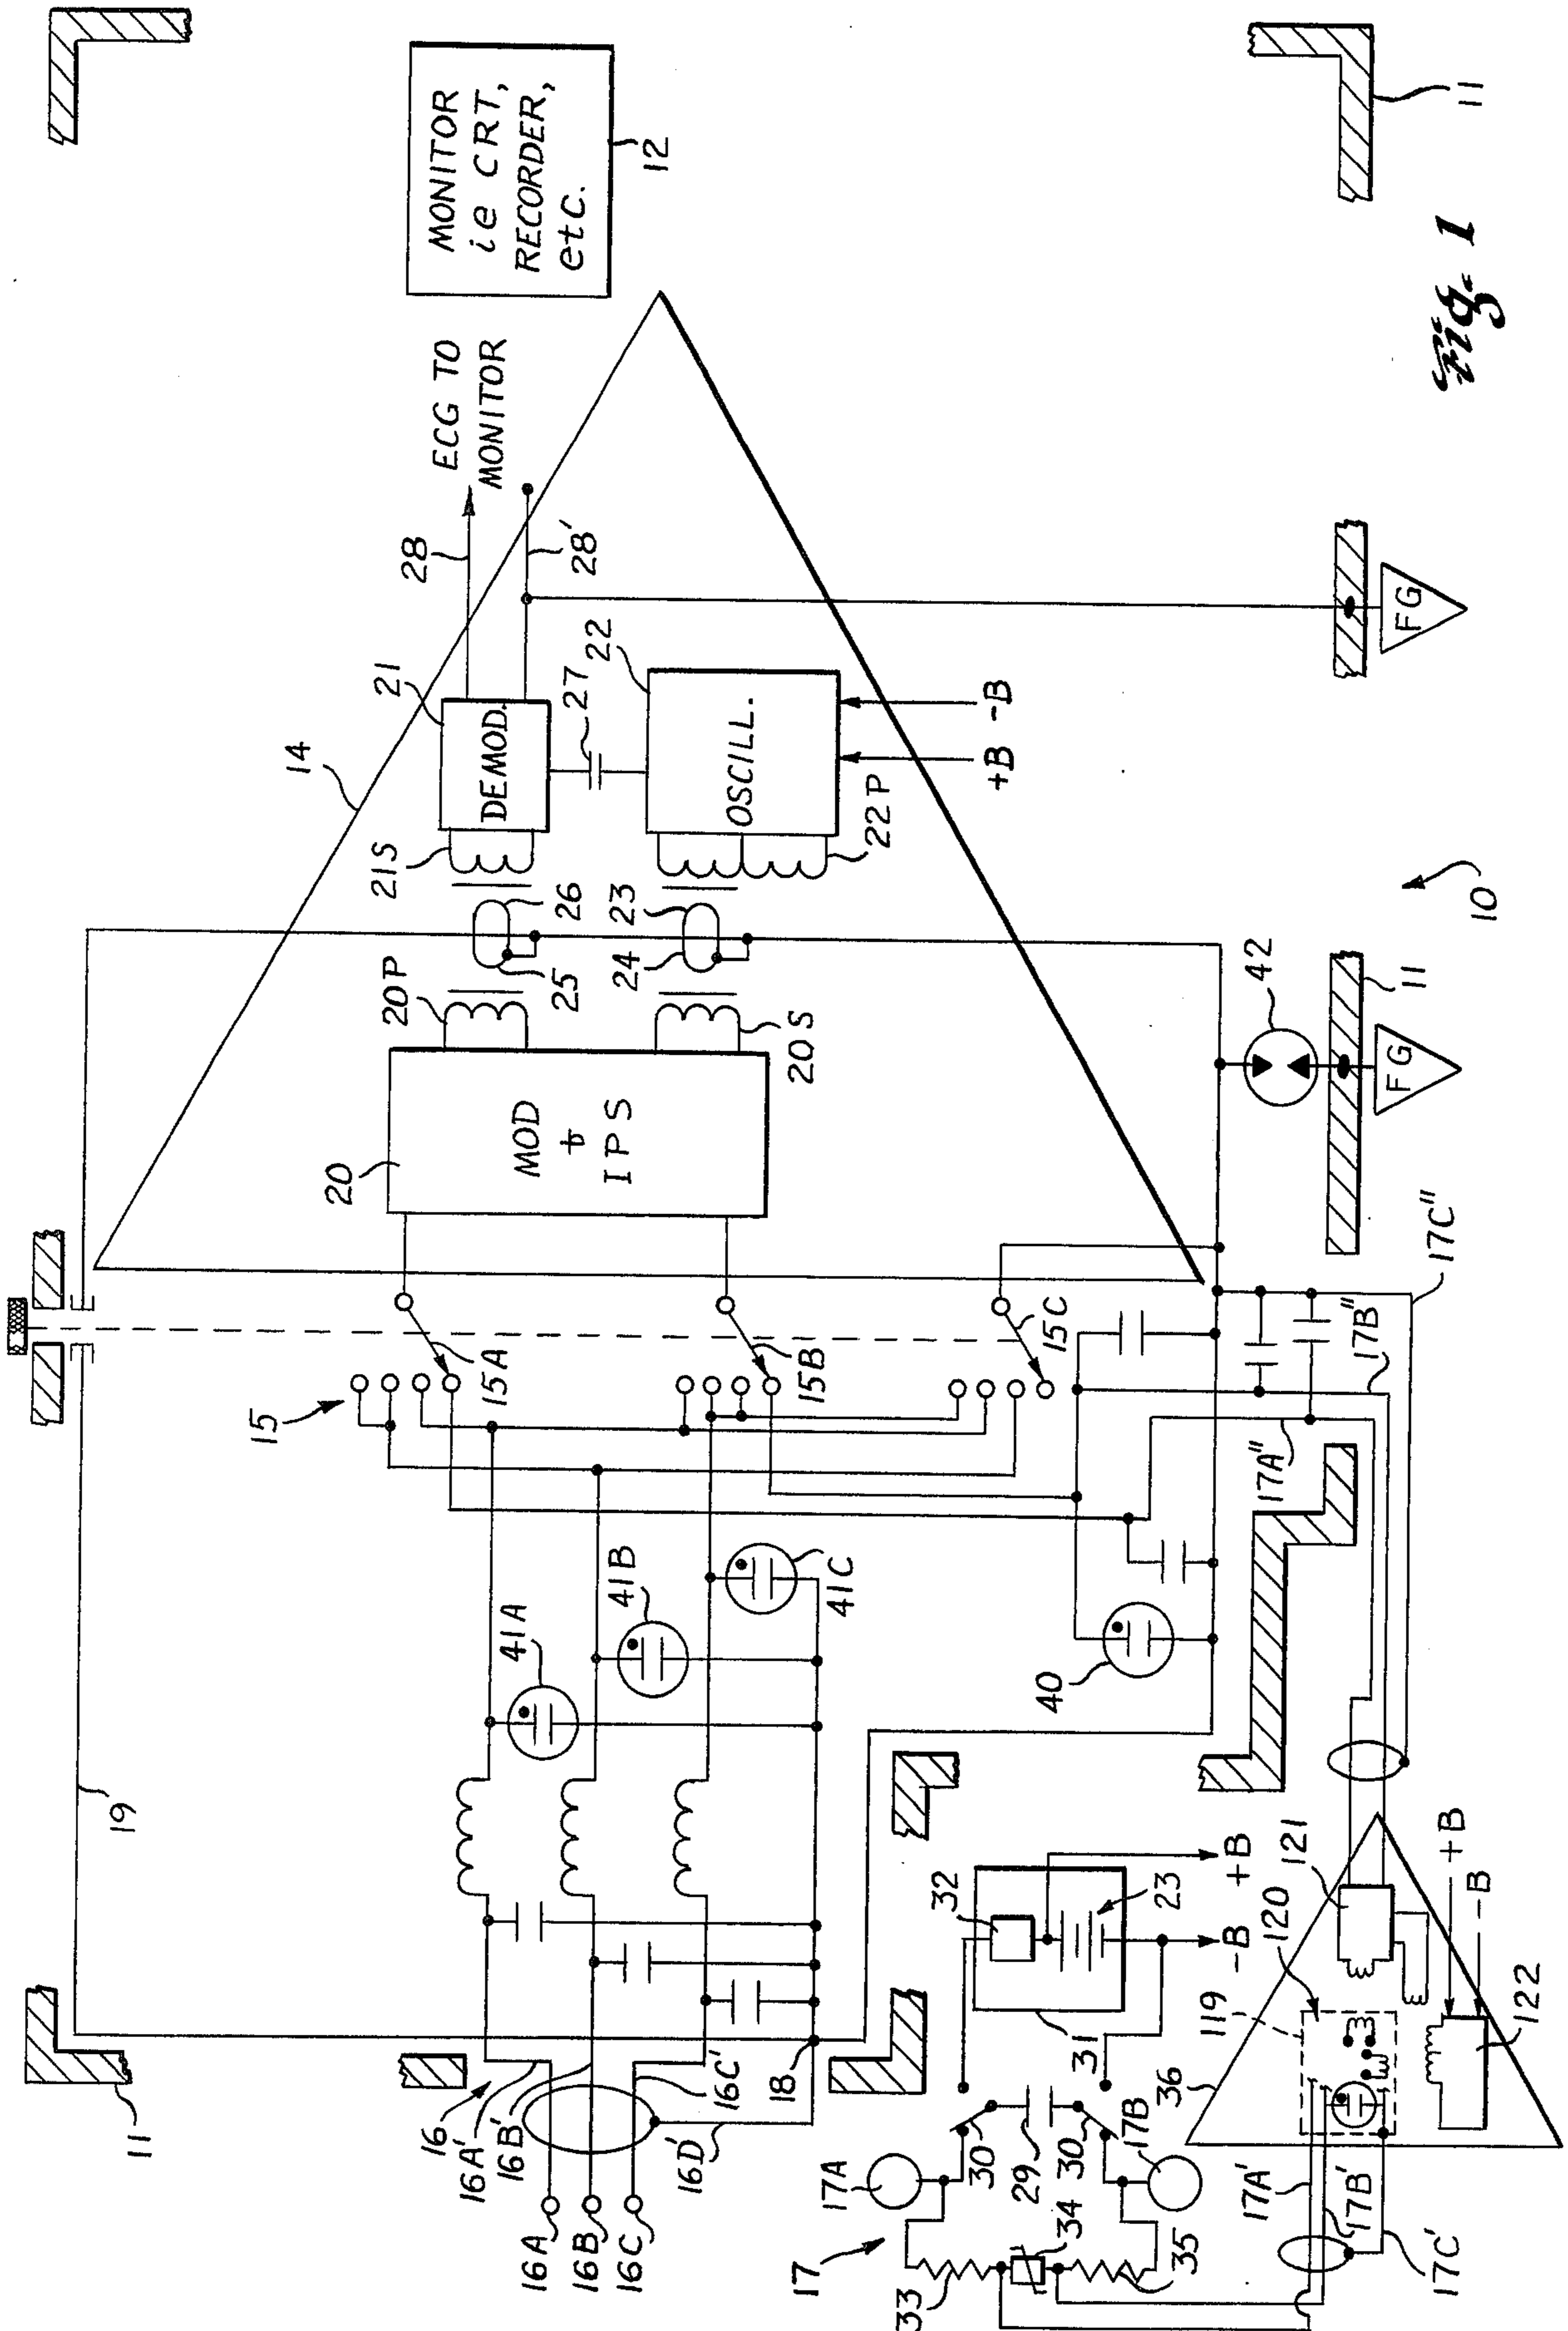 MONITOR
ie CRT,
RECORDER,
etc.
12
11
Fig. 1
ECG TO
MONITOR
28
28'
14
21
DEMOD.
27
22
OSCILL.
22P
+B
-B
FG
10
21S
26
25
23
24
20P
20S
20
MOD
+
IPS
42
11
FG
17C"
15
15A
15B
15C
17B"
17A"
19
41A
41B
41C
40
11
16
16A'
16B'
16C'
16D'
16A
16B
16C
18
32
23
+B
-B
31
30
29
30
17A
17B
17
33
34
35
36
119
120
121
122
+B
-B
17A'
17B'
17C'